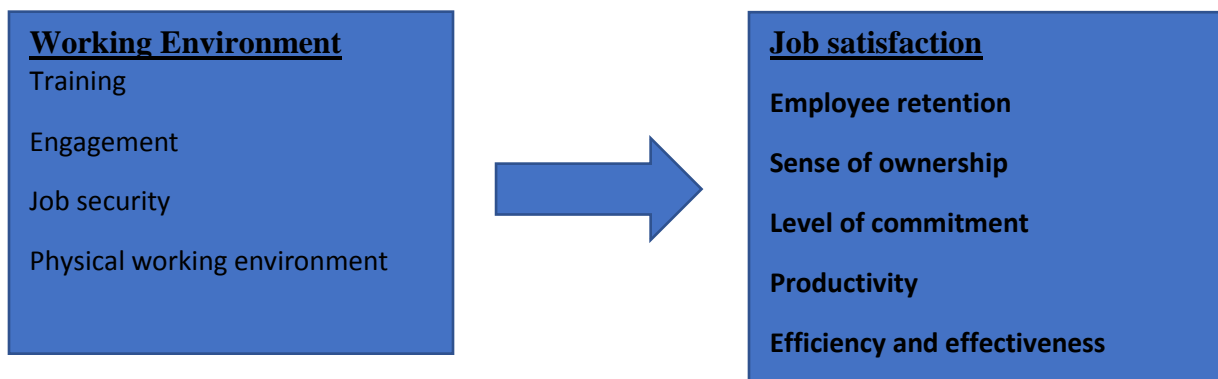 Working Environment
Training
Engagement
Job security
Physical working environment
Job satisfaction
Employee retention
Sense of ownership
Level of commitment
Productivity
Efficiency and effectiveness